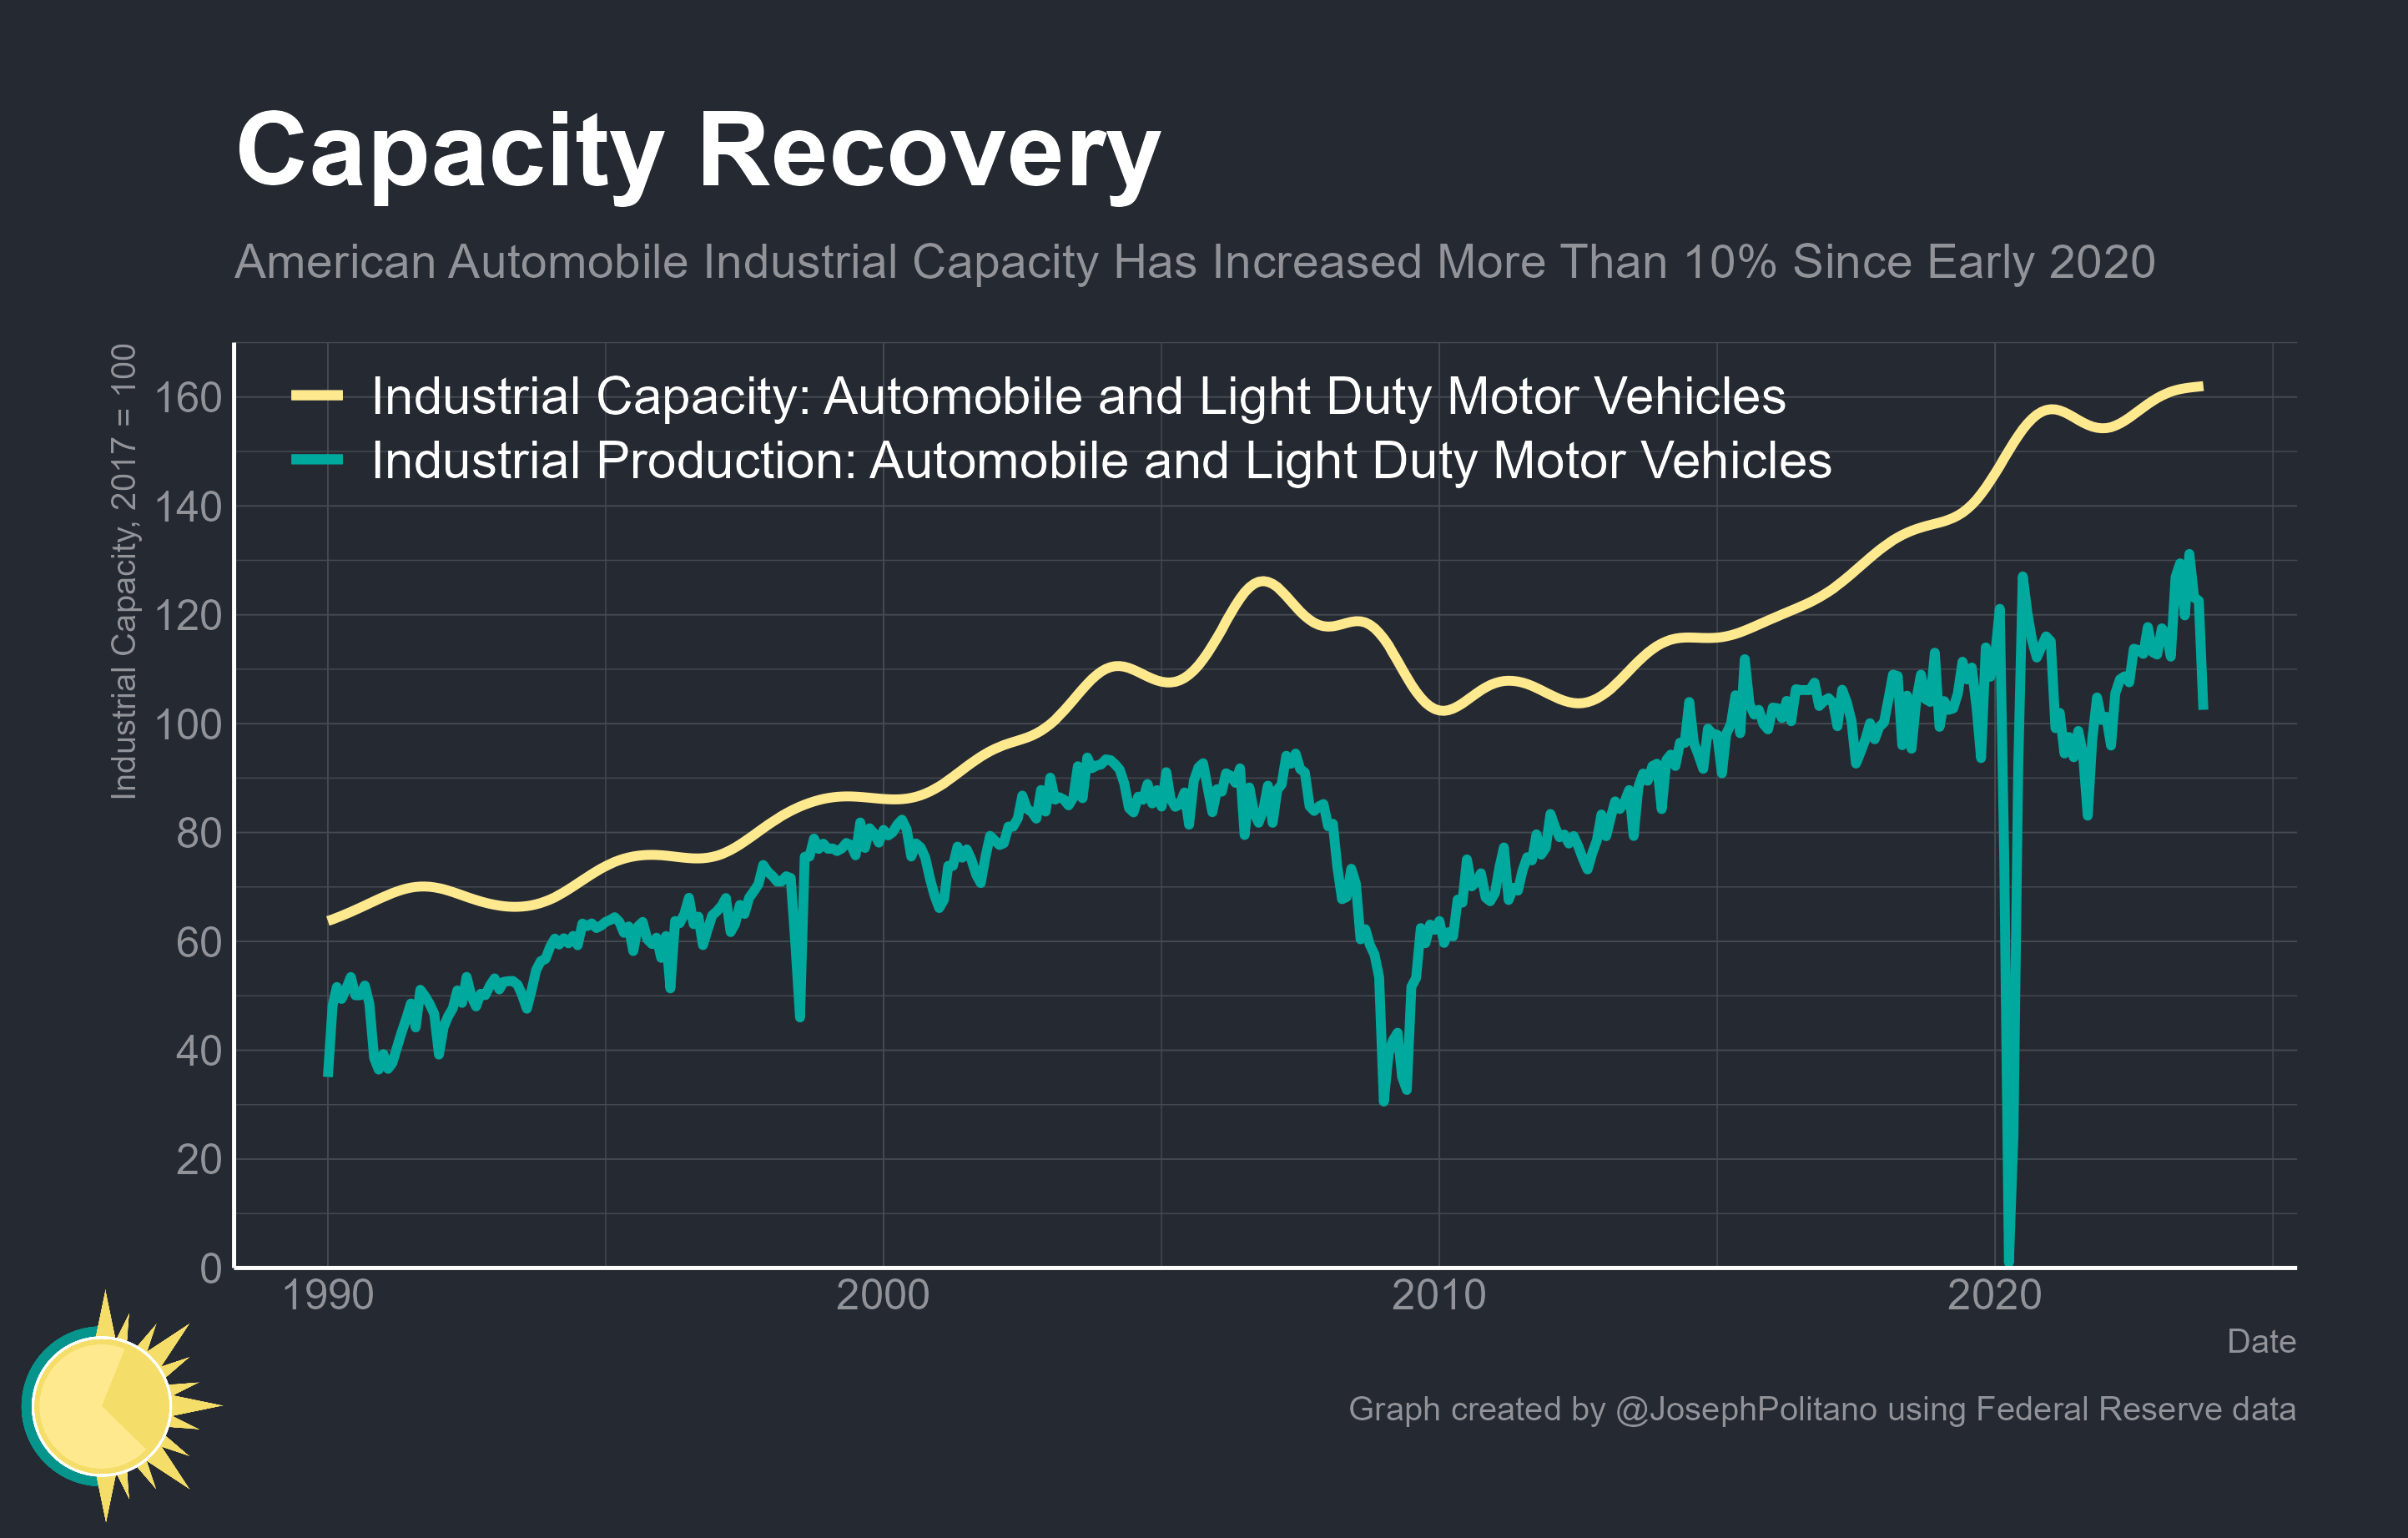 Capacity Recovery
American Automobile Industrial Capacity Has Increased More Than 10% Since Early 2020
Industrial Capacity, 2017 = 100
Industrial Capacity: Automobile and Light Duty Motor Vehicles
Industrial Production: Automobile and Light Duty Motor Vehicles
160
140
120
100
80
60
40
20
0
1990 2000 2010 2020
Date
Graph created by @JosephPolitano using Federal Reserve data